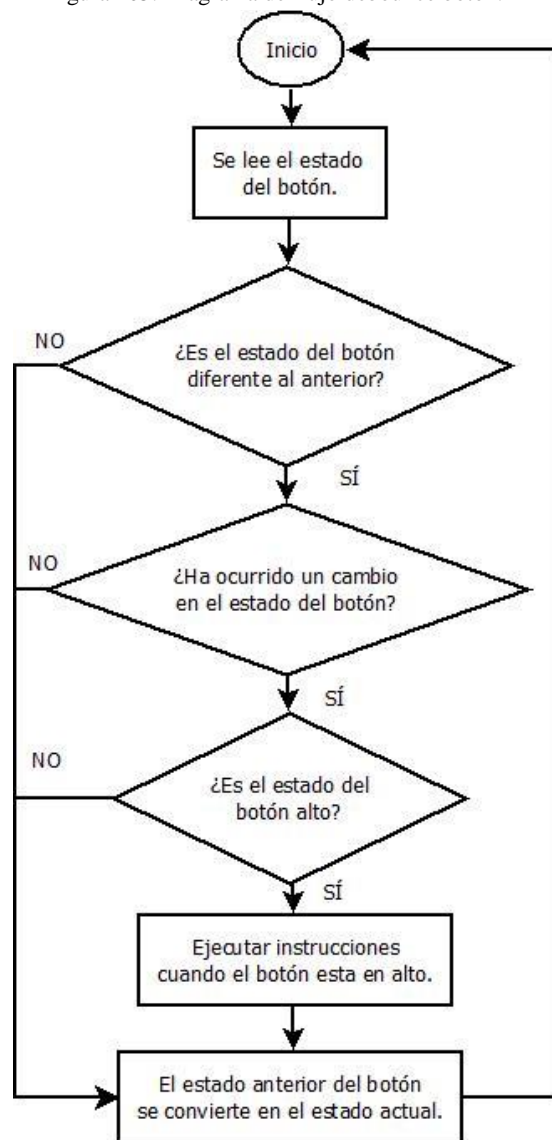 Inicio
Se lee el estado
del botón.
¿Es el estado del botón
diferente al anterior?
NO
SÍ
¿Ha ocurrido un cambio
en el estado del botón?
NO
SÍ
¿Es el estado del
botón alto?
NO
SÍ
Ejecutar instrucciones
cuando el botón esta en alto.
El estado anterior del botón
se convierte en el estado actual.